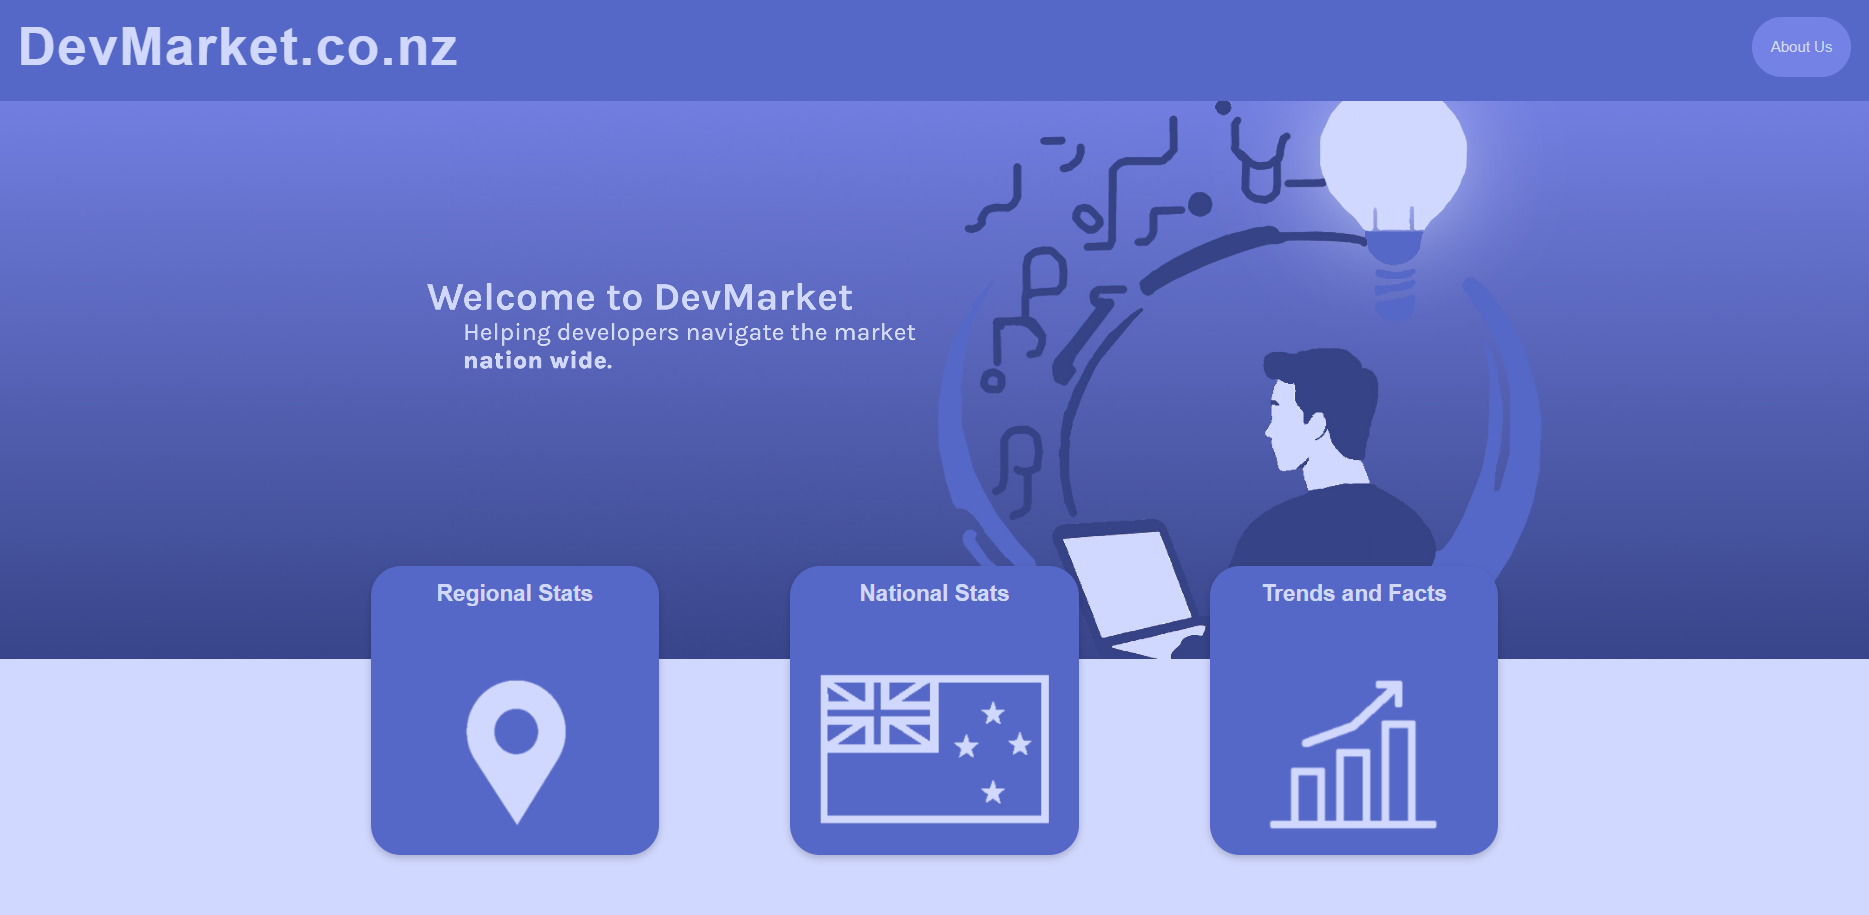 DevMarket.co.nz
About Us
Welcome to DevMarket
Helping developers navigate the market
nation wide.
Regional Stats
National Stats
Trends and Facts